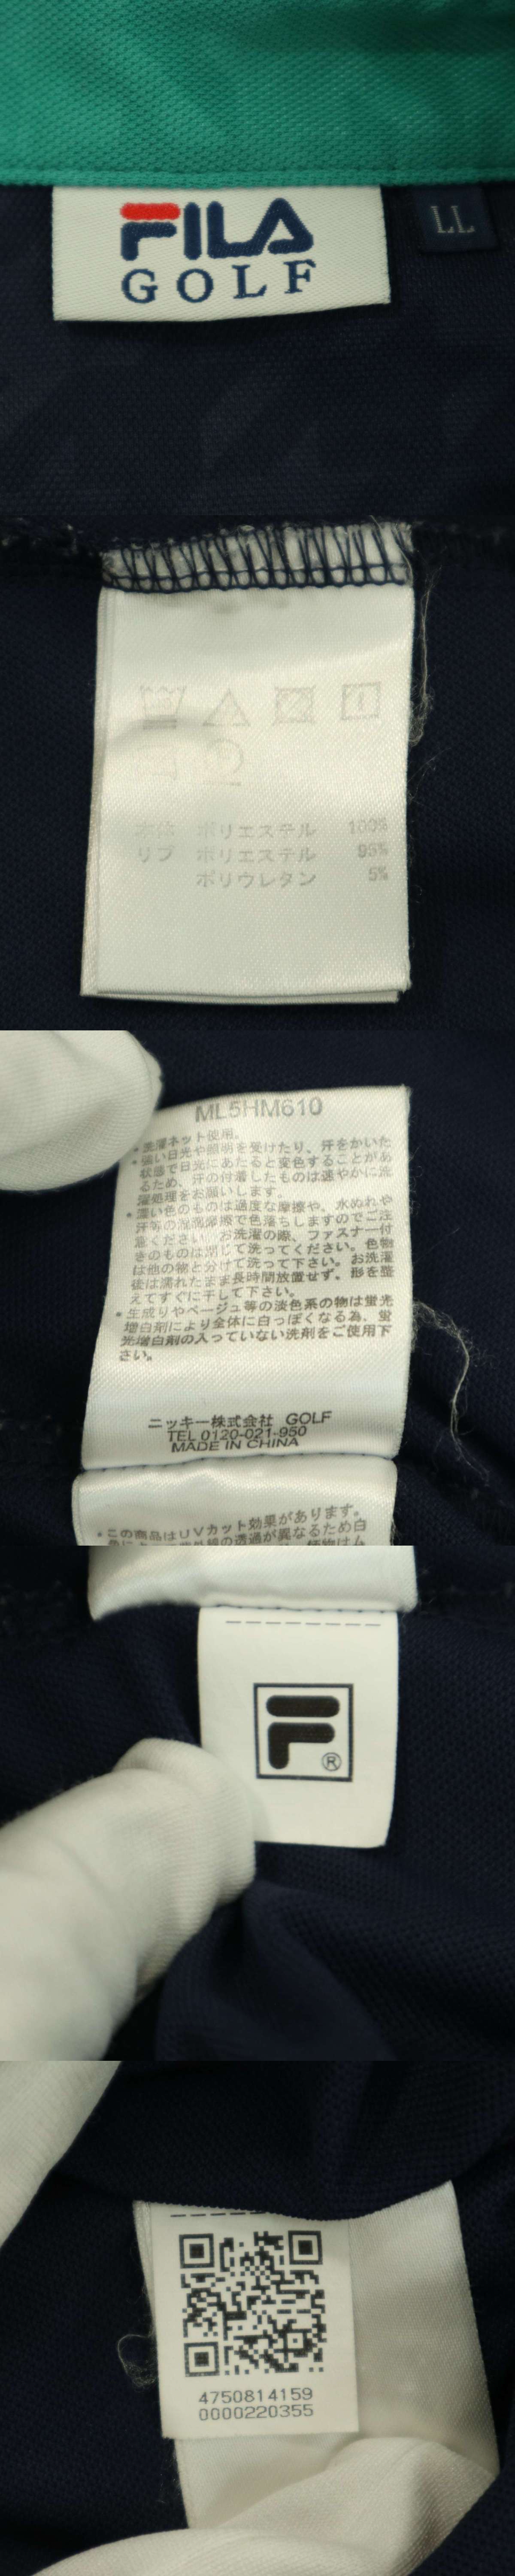 FILA
GOLF
LL
本体 ポリエステル 100%
リブ ポリエステル 95%
ポリウレタン 5%
ML5HM610
*洗濯ネット使用。
*強い日光や照明を受けたり、汗をかいた
状態で日光にあたると変色することがあ
るため、汗の付着したものは速やかに洗
濯処理をお願いします。
*濃い色のものは過度な摩擦や、水ぬれや
汗等の湿潤摩擦で色落ちしますのでご注
意ください。 お洗濯の際、ファスナー付
きのものは閉じて洗ってください。色物
は他の物と分けて洗って下さい。お洗濯
後は濡れたまま長時間放置せず、形を整
えてすぐに干して下さい。
*生成りやベージュ等の淡色系の物は蛍光
増白剤により全体に白っぽくなる為、蛍
光増白剤の入っていない洗剤をご使用下
さい。
ニッキー株式会社 GOLF
TEL 0120-021-950
MADE IN CHINA
*この商品はUVカット効果があります。
の透過が異なるため白
F
®
4750814159
0000220355